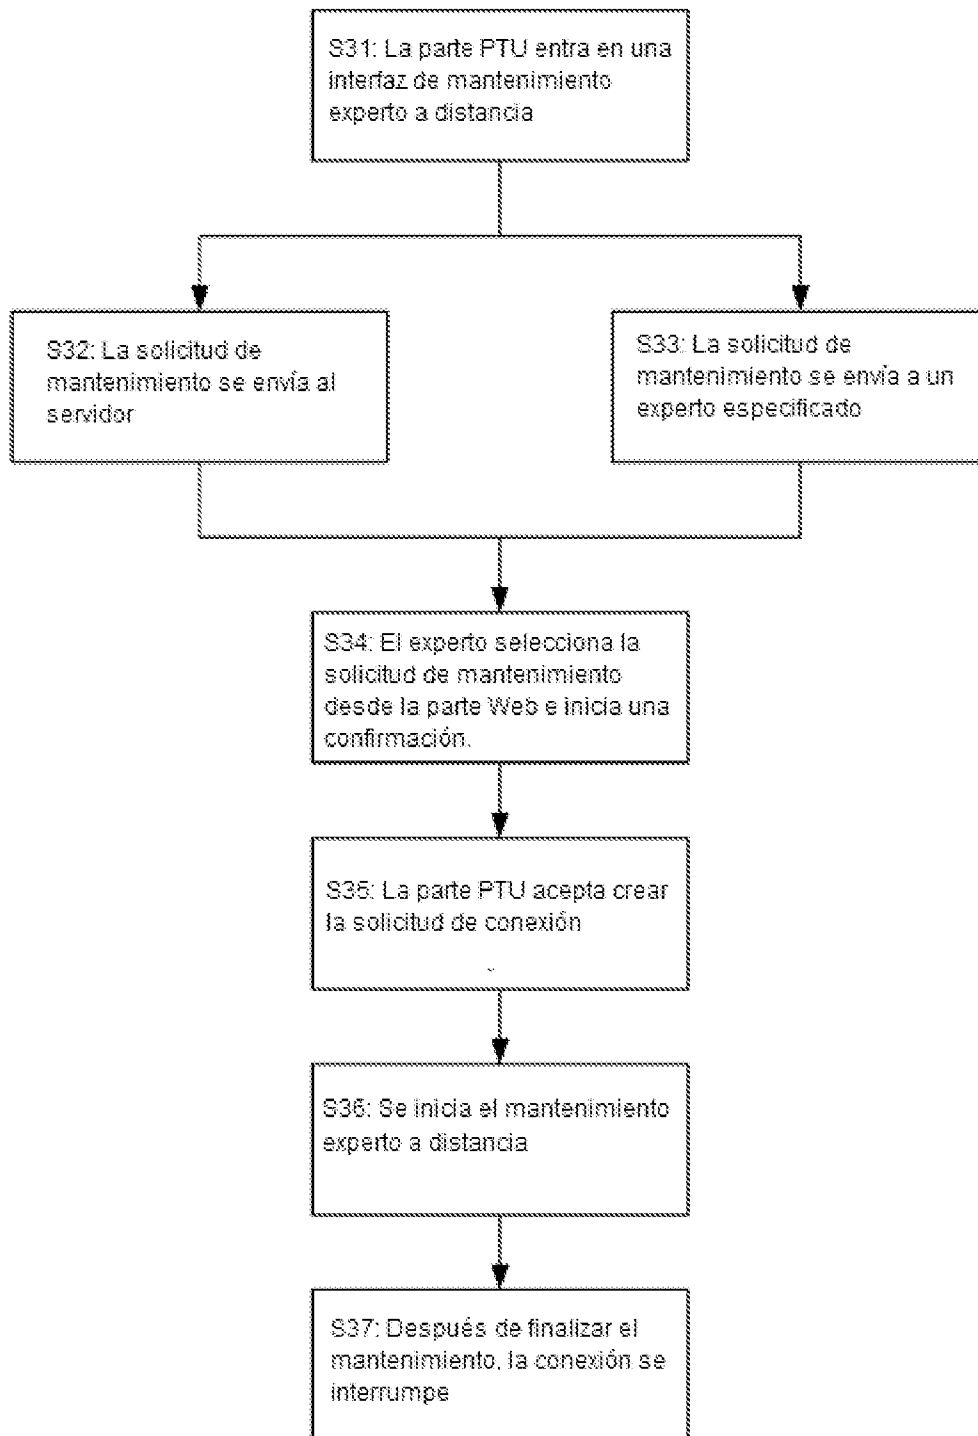 S31: La parte PTU entra en una
interfaz de mantenimiento
experto a distancia
S32: La solicitud de
mantenimiento se envía al
servidor
S33: La solicitud de
mantenimiento se envía a un
experto especificado
S34: El experto selecciona la
solicitud de mantenimiento
desde la parte Web e inicia una
confirmación.
S35: La parte PTU acepta crear
la solicitud de conexión
S36: Se inicia el mantenimiento
experto a distancia
S37: Después de finalizar el
mantenimiento, la conexión se
interrumpe